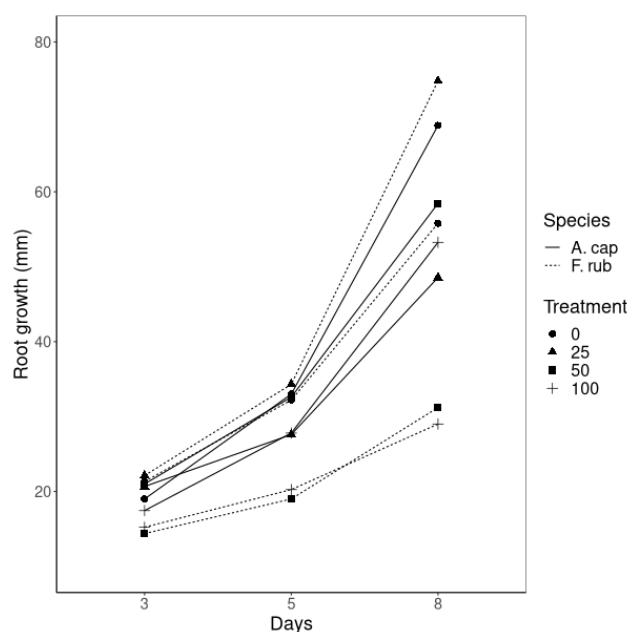 80
60
40
20
Root growth (mm)
3 5 8
Days
Species
A. cap
F. rub
Treatment
0
25
50
100